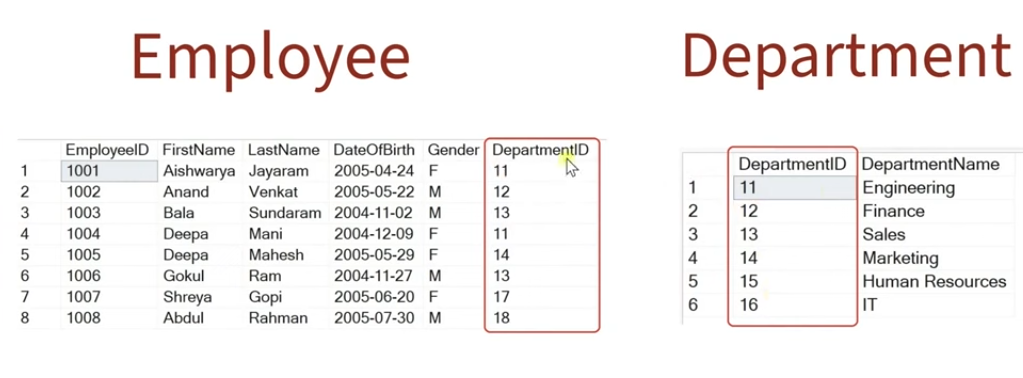 Employee
EmployeeID FirstName LastName DateOfBirth Gender DepartmentID
1 1001 Aishwarya Jayaram 2005-04-24 F 11
2 1002 Anand Venkat 2005-05-22 M 12
3 1003 Bala Sundaram 2004-11-02 M 13
4 1004 Deepa Mani 2004-12-09 F 11
5 1005 Deepa Mahesh 2005-05-29 F 14
6 1006 Gokul Ram 2004-11-27 M 13
7 1007 Shreya Gopi 2005-06-20 F 17
8 1008 Abdul Rahman 2005-07-30 M 18
Department
DepartmentID DepartmentName
1 11 Engineering
2 12 Finance
3 13 Sales
4 14 Marketing
5 15 Human Resources
6 16 IT